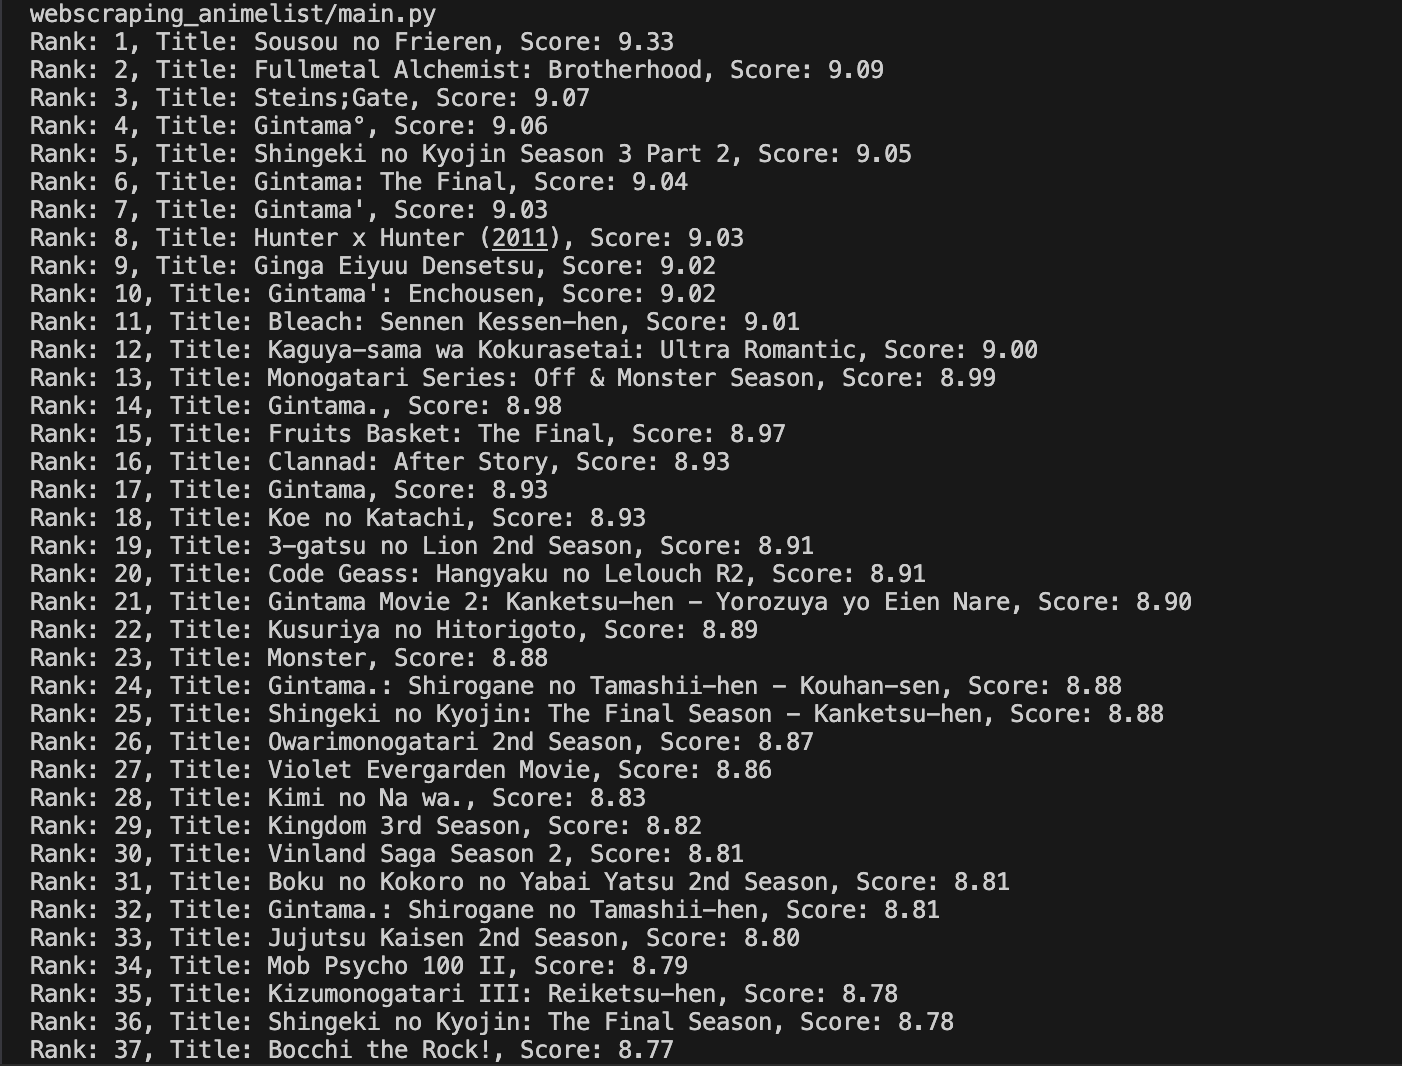 webscraping_animelist/main.py
Rank: 1, Title: Sousou no Frieren, Score: 9.33
Rank: 2, Title: Fullmetal Alchemist: Brotherhood, Score: 9.09
Rank: 3, Title: Steins;Gate, Score: 9.07
Rank: 4, Title: Gintama°, Score: 9.06
Rank: 5, Title: Shingeki no Kyojin Season 3 Part 2, Score: 9.05
Rank: 6, Title: Gintama: The Final, Score: 9.04
Rank: 7, Title: Gintama', Score: 9.03
Rank: 8, Title: Hunter x Hunter (2011), Score: 9.03
Rank: 9, Title: Ginga Eiyuu Densetsu, Score: 9.02
Rank: 10, Title: Gintama': Enchousen, Score: 9.02
Rank: 11, Title: Bleach: Sennen Kessen-hen, Score: 9.01
Rank: 12, Title: Kaguya-sama wa Kokurasetai: Ultra Romantic, Score: 9.00
Rank: 13, Title: Monogatari Series: Off & Monster Season, Score: 8.99
Rank: 14, Title: Gintama., Score: 8.98
Rank: 15, Title: Fruits Basket: The Final, Score: 8.97
Rank: 16, Title: Clannad: After Story, Score: 8.93
Rank: 17, Title: Gintama, Score: 8.93
Rank: 18, Title: Koe no Katachi, Score: 8.93
Rank: 19, Title: 3-gatsu no Lion 2nd Season, Score: 8.91
Rank: 20, Title: Code Geass: Hangyaku no Lelouch R2, Score: 8.91
Rank: 21, Title: Gintama Movie 2: Kanketsu-hen - Yorozuya yo Eien Nare, Score: 8.90
Rank: 22, Title: Kusuriya no Hitorigoto, Score: 8.89
Rank: 23, Title: Monster, Score: 8.88
Rank: 24, Title: Gintama.: Shirogane no Tamashii-hen - Kouhan-sen, Score: 8.88
Rank: 25, Title: Shingeki no Kyojin: The Final Season - Kanketsu-hen, Score: 8.88
Rank: 26, Title: Owarimonogatari 2nd Season, Score: 8.87
Rank: 27, Title: Violet Evergarden Movie, Score: 8.86
Rank: 28, Title: Kimi no Na wa., Score: 8.83
Rank: 29, Title: Kingdom 3rd Season, Score: 8.82
Rank: 30, Title: Vinland Saga Season 2, Score: 8.81
Rank: 31, Title: Boku no Kokoro no Yabai Yatsu 2nd Season, Score: 8.81
Rank: 32, Title: Gintama.: Shirogane no Tamashii-hen, Score: 8.81
Rank: 33, Title: Jujutsu Kaisen 2nd Season, Score: 8.80
Rank: 34, Title: Mob Psycho 100 II, Score: 8.79
Rank: 35, Title: Kizumonogatari III: Reiketsu-hen, Score: 8.78
Rank: 36, Title: Shingeki no Kyojin: The Final Season, Score: 8.78
Rank: 37, Title: Bocchi the Rock!, Score: 8.77